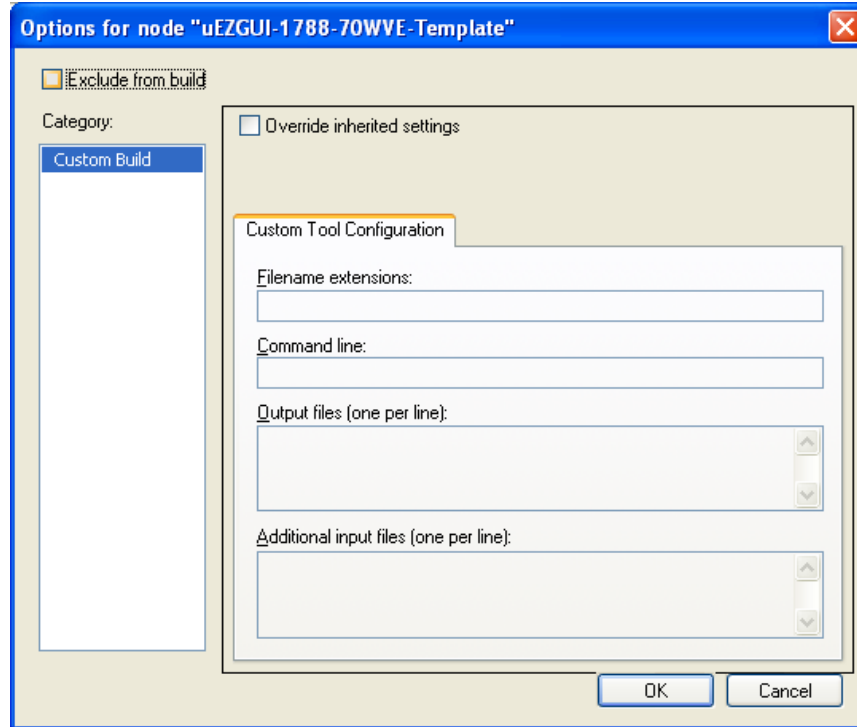 Options for node "uEZGUI-1788-70WVE-Template"
Exclude from build
Category:
Custom Build
Override inherited settings
Custom Tool Configuration
Filename extensions:
Command line:
Output files (one per line):
Additional input files (one per line):
OK
Cancel